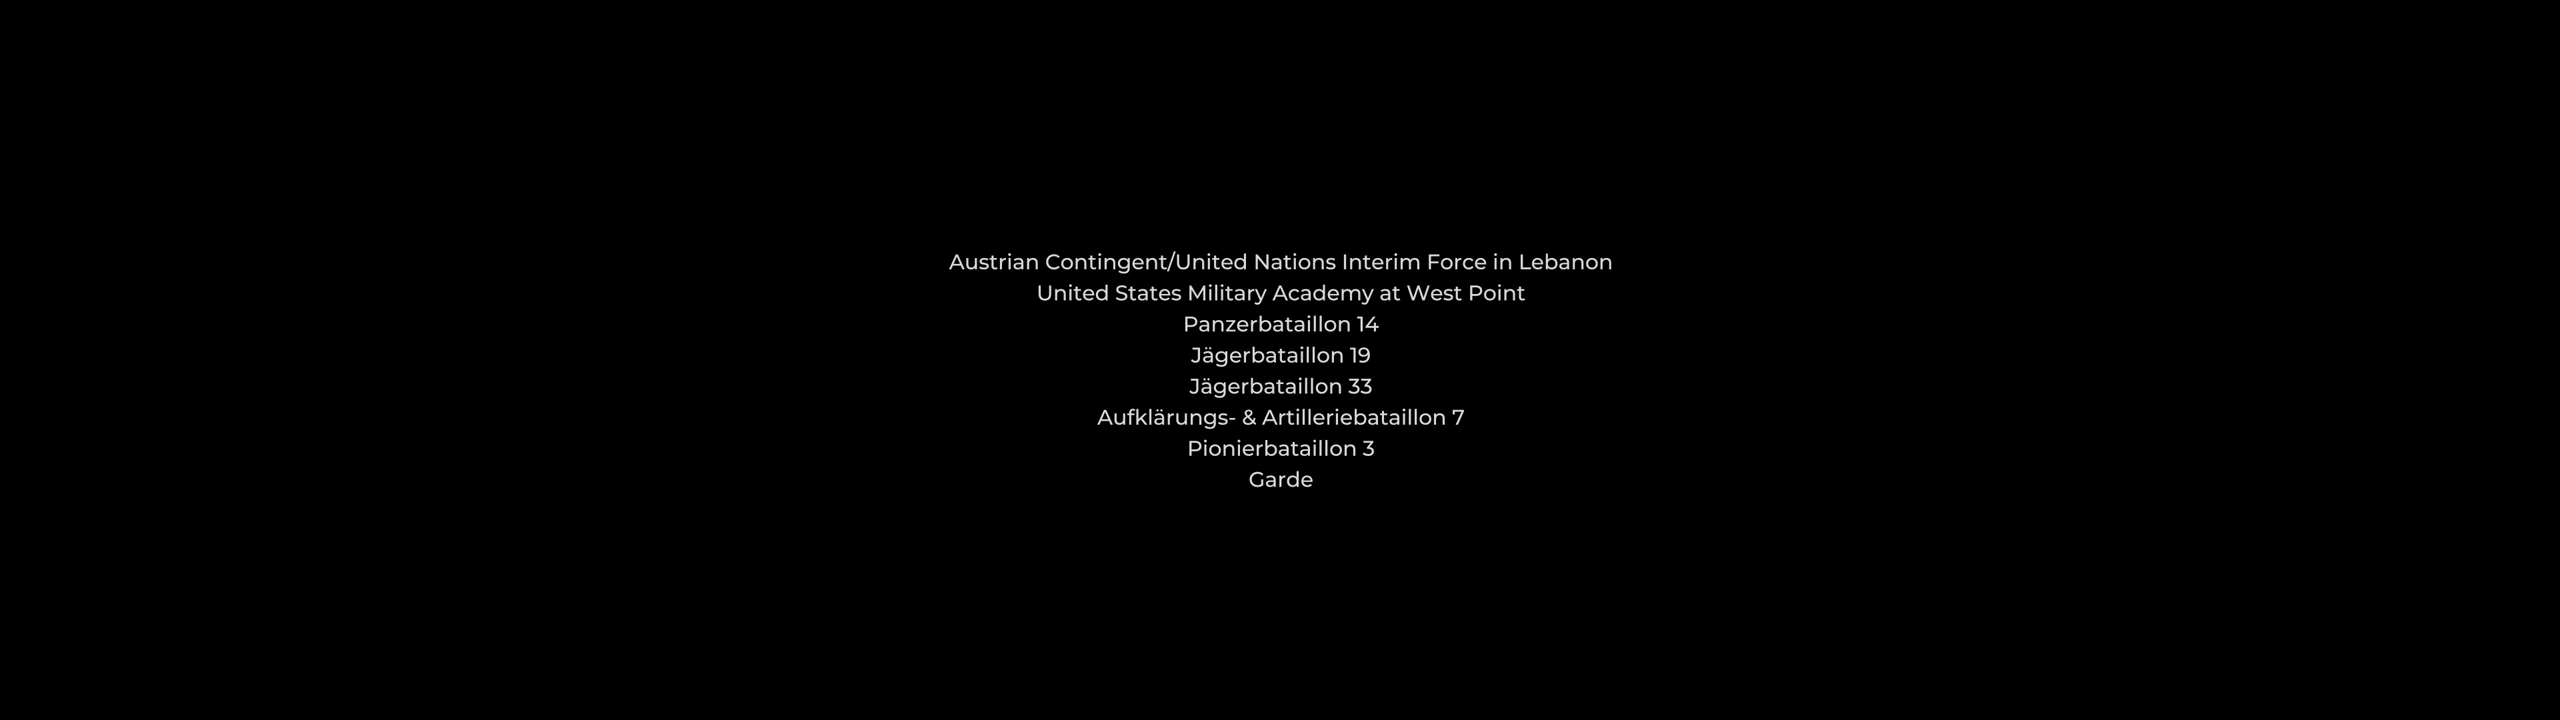 Austrian Contingent/United Nations Interim Force in Lebanon
United States Military Academy at West Point
Panzerbataillon 14
Jägerbataillon 19
Jägerbataillon 33
Aufklärungs- & Artilleriebataillon 7
Pionierbataillon 3
Garde